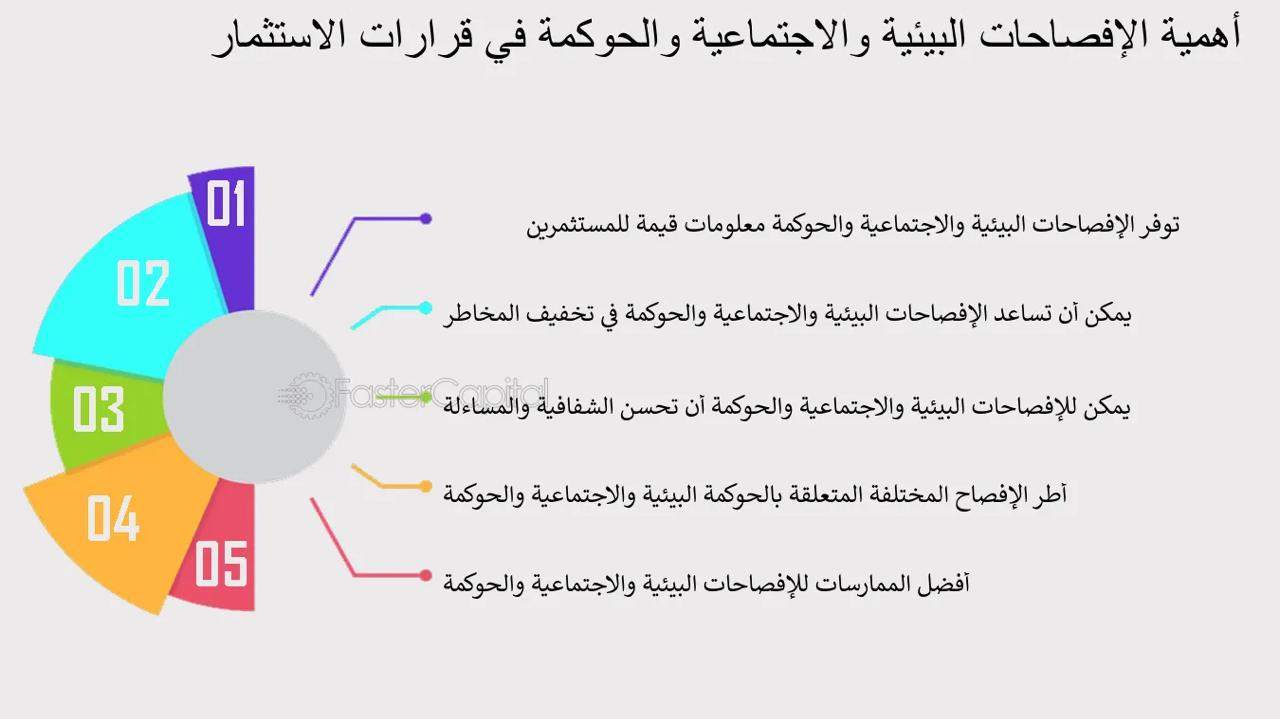 أهمية الإفصاحات البيئية والاجتماعية والحوكمة في قرارات الاستثمار
01
توفر الإفصاحات البيئية والاجتماعية والحوكمة معلومات قيمة للمستثمرين
02
يمكن أن تساعد الإفصاحات البيئية والاجتماعية والحوكمة في تخفيف المخاطر
03
FasterCapital
يمكن للإفصاحات البيئية والاجتماعية والحوكمة أن تحسن الشفافية والمساءلة
04
أطر الإفصاح المختلفة المتعلقة بالحوكمة البيئية والاجتماعية والحوكمة
05
أفضل الممارسات للإفصاحات البيئية والاجتماعية والحوكمة